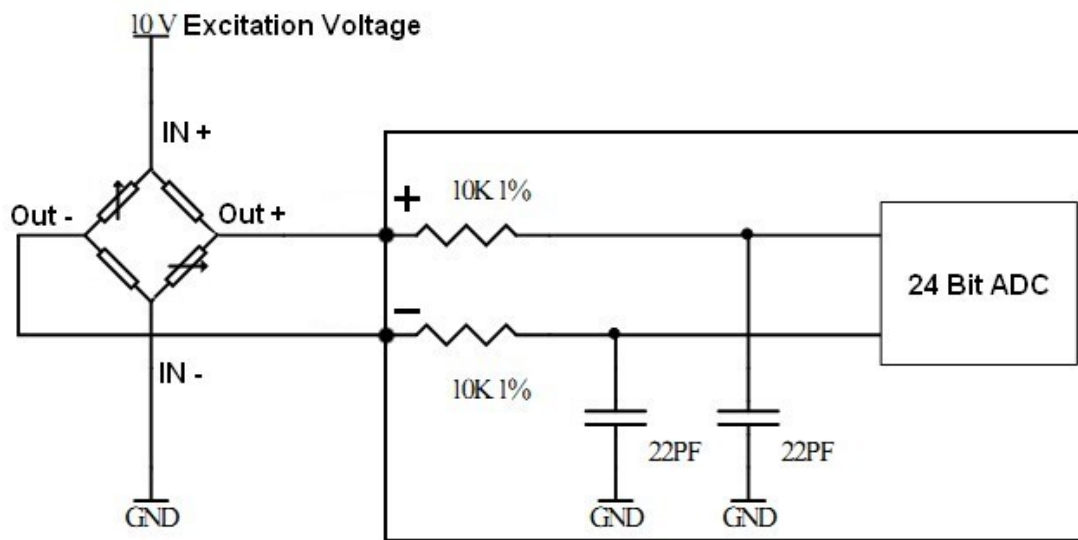 10 V Excitation Voltage
IN +
Out -
Out +
+
10K 1%
24 Bit ADC
−
IN -
10K 1%
22PF
22PF
GND
GND
GND